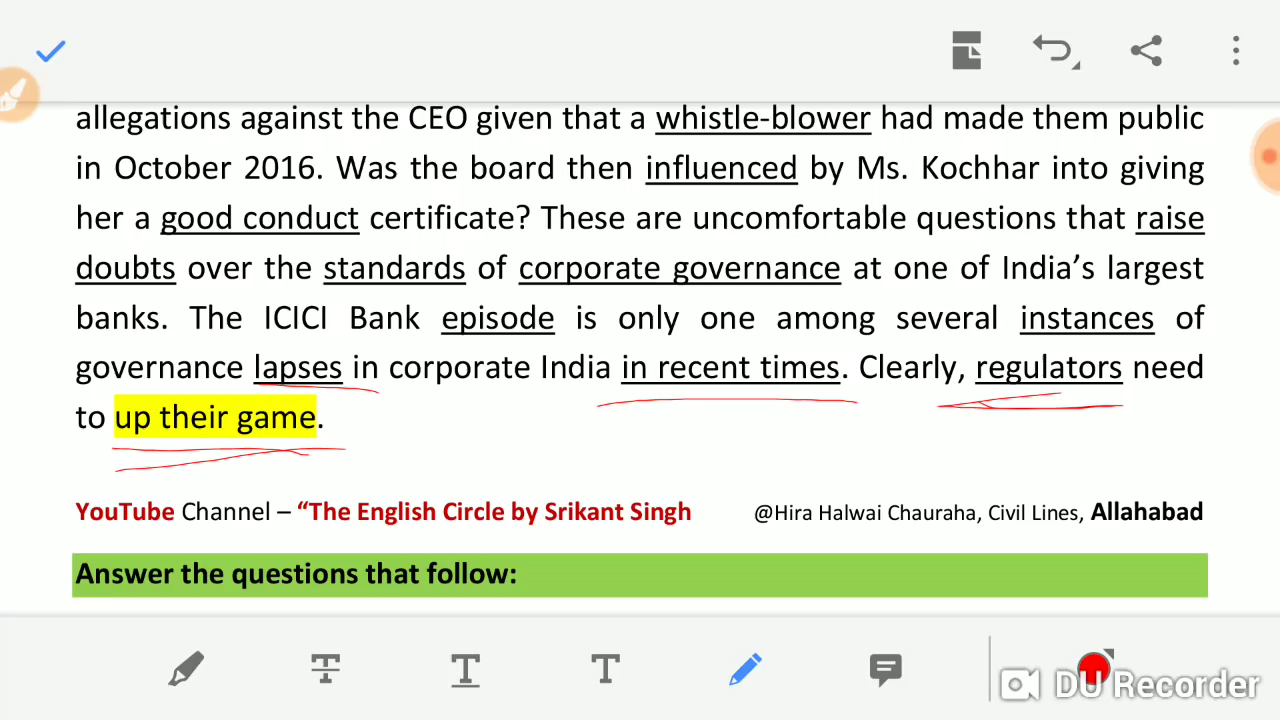 allegations against the CEO given that a whistle-blower had made them public
in October 2016. Was the board then influenced by Ms. Kochhar into giving
her a good conduct certificate? These are uncomfortable questions that raise
doubts over the standards of corporate governance at one of India’s largest
banks. The ICICI Bank episode is only one among several instances of
governance lapses in corporate India in recent times. Clearly, regulators need
to up their game.
YouTube Channel – “The English Circle by Srikant Singh @Hira Halwai Chauraha, Civil Lines, Allahabad
Answer the questions that follow:
T T T
DU Recorder